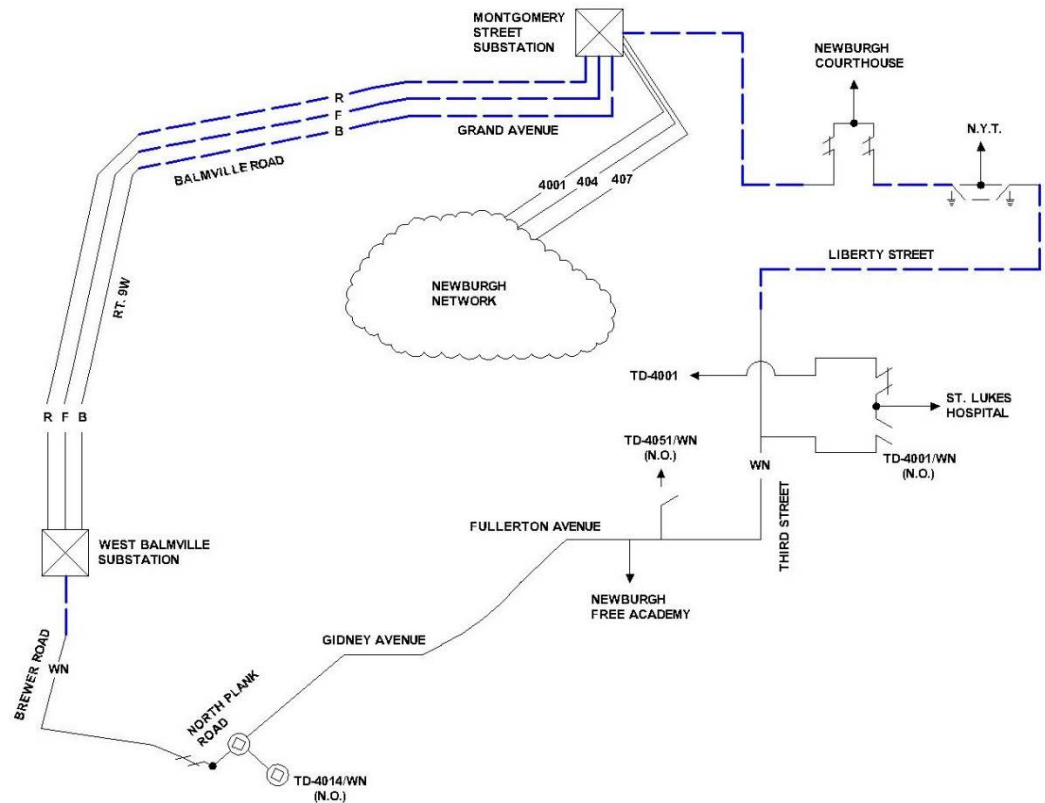 MONTGOMERY
STREET
SUBSTATION
NEWBURGH
COURTHOUSE
N.Y.T.
R
F
B
GRAND AVENUE
BALMVILLE ROAD
4001
404
407
LIBERTY STREET
RT. 9W
NEWBURGH
NETWORK
TD-4001
ST. LUKES
HOSPITAL
R
F
B
TD-4051/WN
(N.O.)
WN
TD-4001/WN
(N.O.)
THIRD STREET
FULLERTON AVENUE
WEST BALMVILLE
SUBSTATION
NEWBURGH
FREE ACADEMY
GIDNEY AVENUE
BREWER ROAD
WN
NORTH PLANK
ROAD
TD-4014/WN
(N.O.)